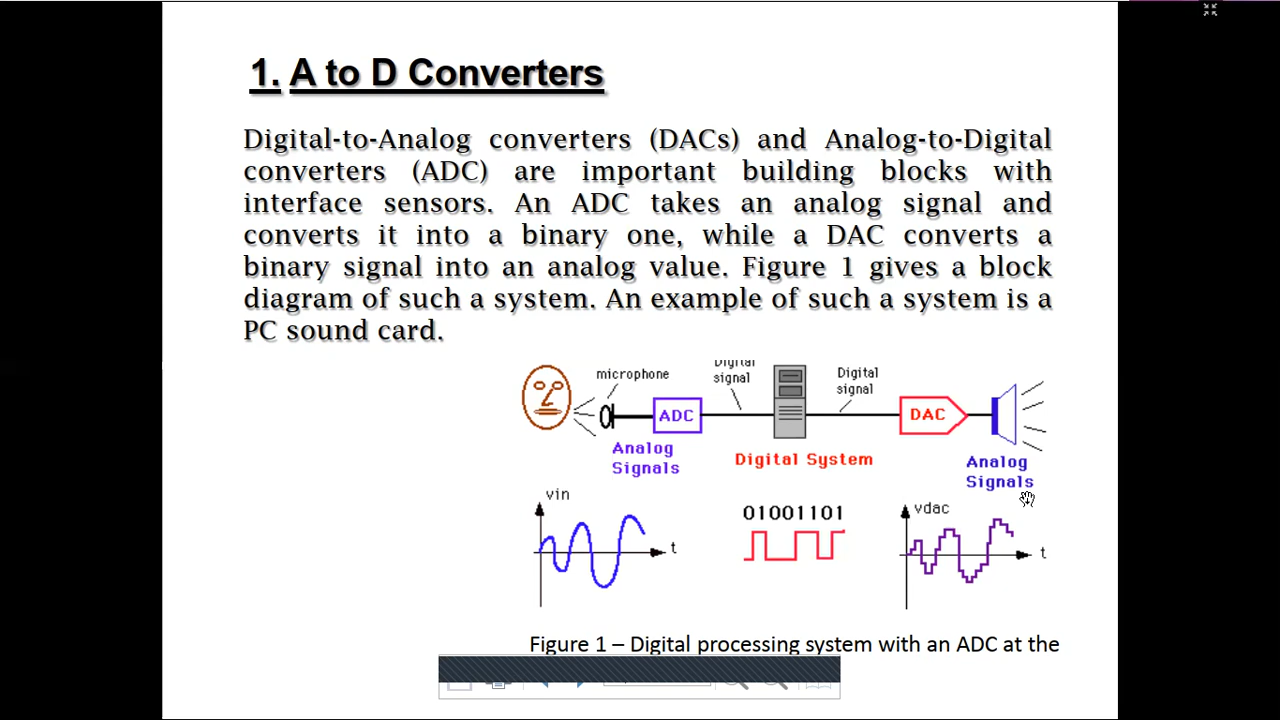 1. A to D Converters
Digital-to-Analog converters (DACs) and Analog-to-Digital
converters (ADC) are important building blocks with
interface sensors. An ADC takes an analog signal and
converts it into a binary one, while a DAC converts a
binary signal into an analog value. Figure 1 gives a block
diagram of such a system. An example of such a system is a
PC sound card.
microphone
Digital
signal
Digital
signal
ADC
DAC
Analog
Signals
Digital System
Analog
Signals
vin
t
01001101
vdac
t
Figure 1 – Digital processing system with an ADC at the